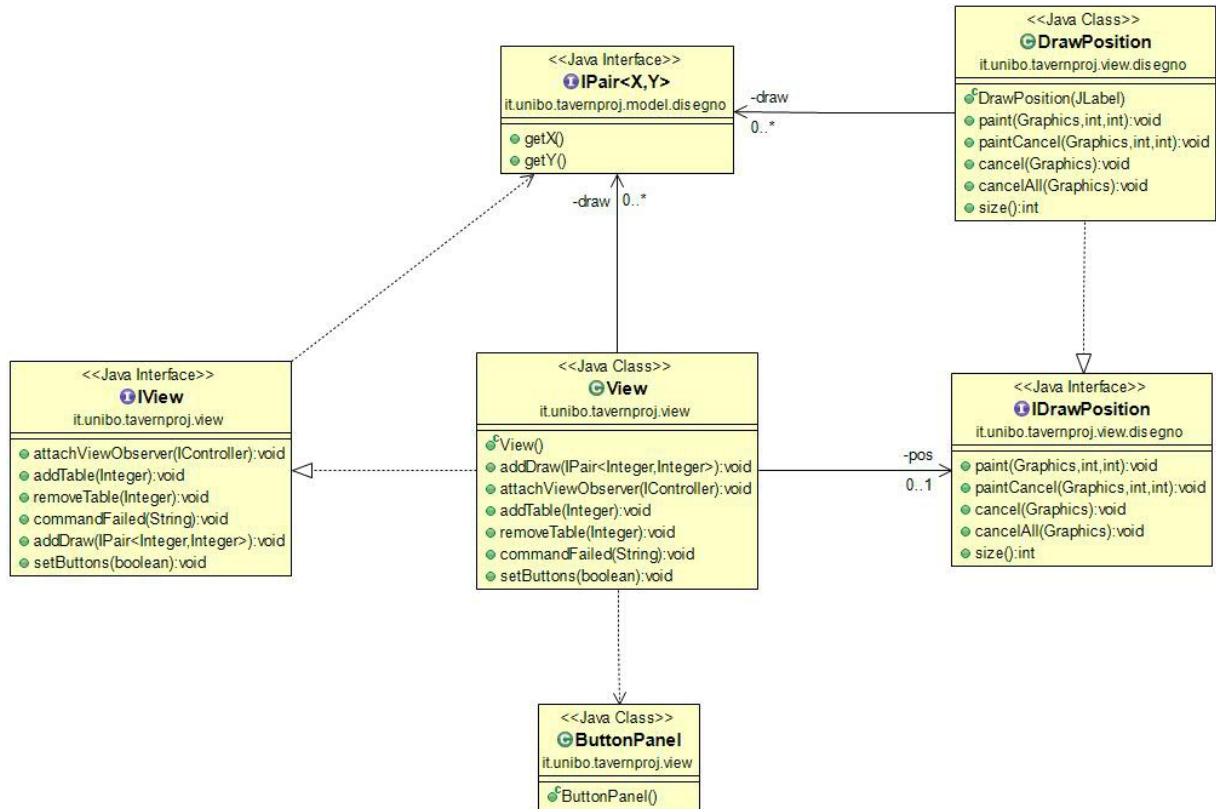 <<Java Interface>>
IPair<X,Y>
it.unibo.tavernproj.model.disegno
getX()
getY()
<<Java Class>>
DrawPosition
it.unibo.tavernproj.view.disegno
DrawPosition(JLabel)
paint(Graphics,int,int):void
paintCancel(Graphics,int,int):void
cancel(Graphics):void
cancelAll(Graphics):void
size():int
-draw
0..*
-draw
0..*
<<Java Interface>>
IView
it.unibo.tavernproj.view
attachViewObserver(IController):void
addTable(Integer):void
removeTable(Integer):void
commandFailed(String):void
addDraw(IPair<Integer,Integer>):void
setButtons(boolean):void
<<Java Class>>
View
it.unibo.tavernproj.view
View()
addDraw(IPair<Integer,Integer>):void
attachViewObserver(IController):void
addTable(Integer):void
removeTable(Integer):void
commandFailed(String):void
setButtons(boolean):void
-pos
0..1
<<Java Interface>>
IDrawPosition
it.unibo.tavernproj.view.disegno
paint(Graphics,int,int):void
paintCancel(Graphics,int,int):void
cancel(Graphics):void
cancelAll(Graphics):void
size():int
<<Java Class>>
ButtonPanel
it.unibo.tavernproj.view
ButtonPanel()